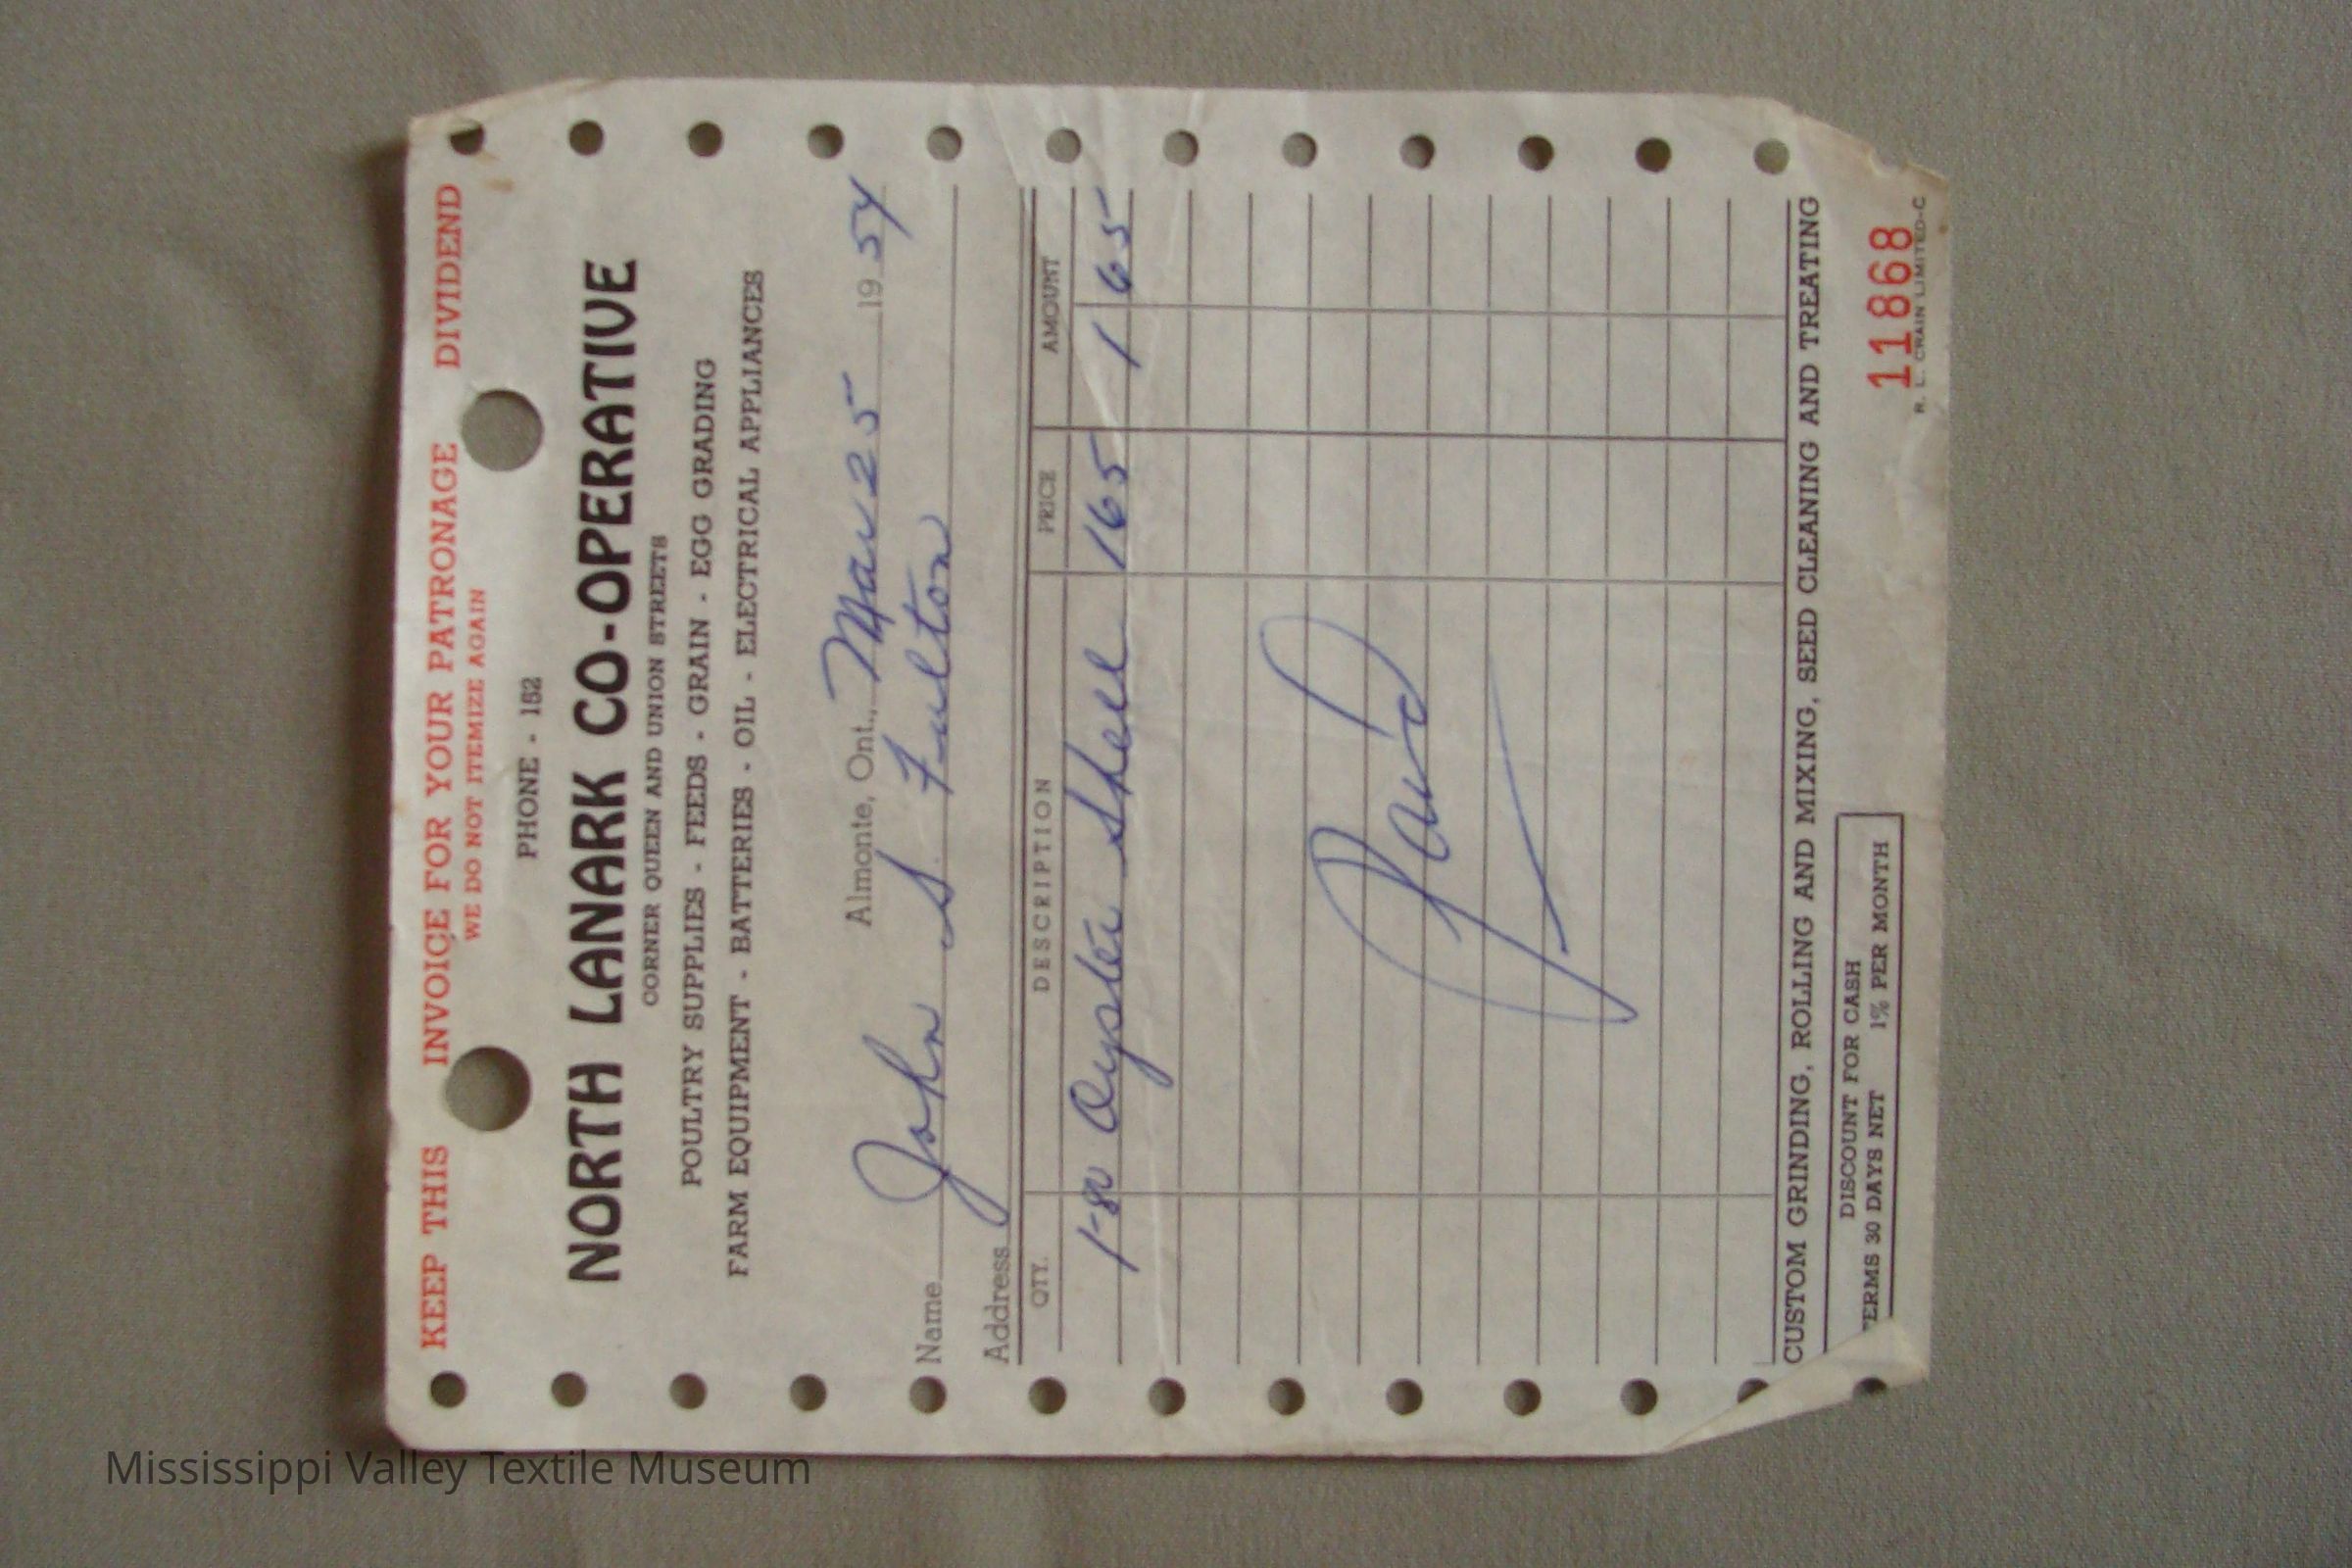 KEEP THIS INVOICE FOR YOUR PATRONAGE DIVIDEND
WE DO NOT ITEMIZE AGAIN
PHONE - 152
NORTH LANARK CO-OPERATIVE
CORNER QUEEN AND UNION STREETS
POULTRY SUPPLIES - FEEDS - GRAIN - EGG GRADING
FARM EQUIPMENT - BATTERIES - OIL - ELECTRICAL APPLIANCES
Almonte, Ont., Mar 25 19 54
Name John S. Fulton
Address
QTY. DESCRIPTION PRICE AMOUNT
1-80 Oyster Shell 165 1 65
Paid
CUSTOM GRINDING, ROLLING AND MIXING, SEED CLEANING AND TREATING
DISCOUNT FOR CASH
ERMS 30 DAYS NET 1% PER MONTH
11868
R. L. CRAIN LIMITED-C
Mississippi Valley Textile Museum